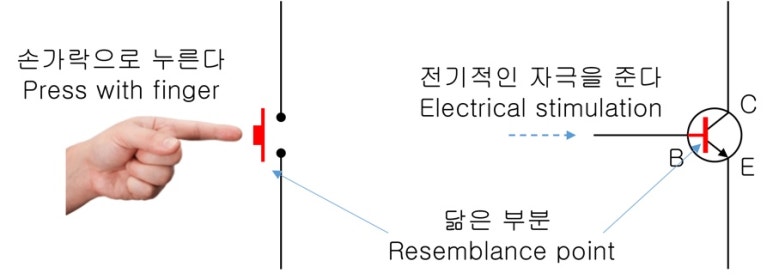 손가락으로 누른다
Press with finger
전기적인 자극을 준다
Electrical stimulation
C
B
E
닮은 부분
Resemblance point